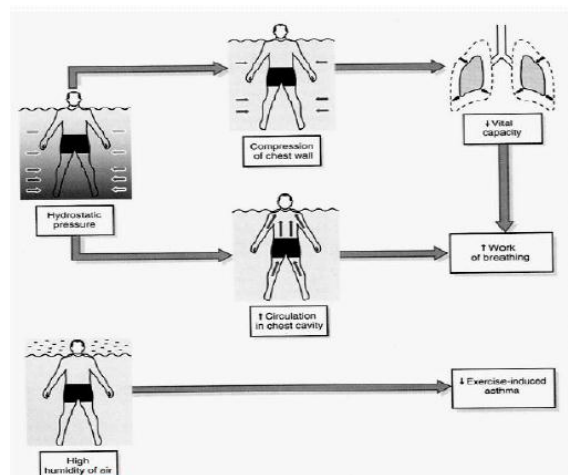 Compression
of chest wall
↓ Vital
capacity
Hydrostatic
pressure
↑ Circulation
in chest cavity
↑ Work
of breathing
High
humidity of air
↓ Exercise-induced
asthma